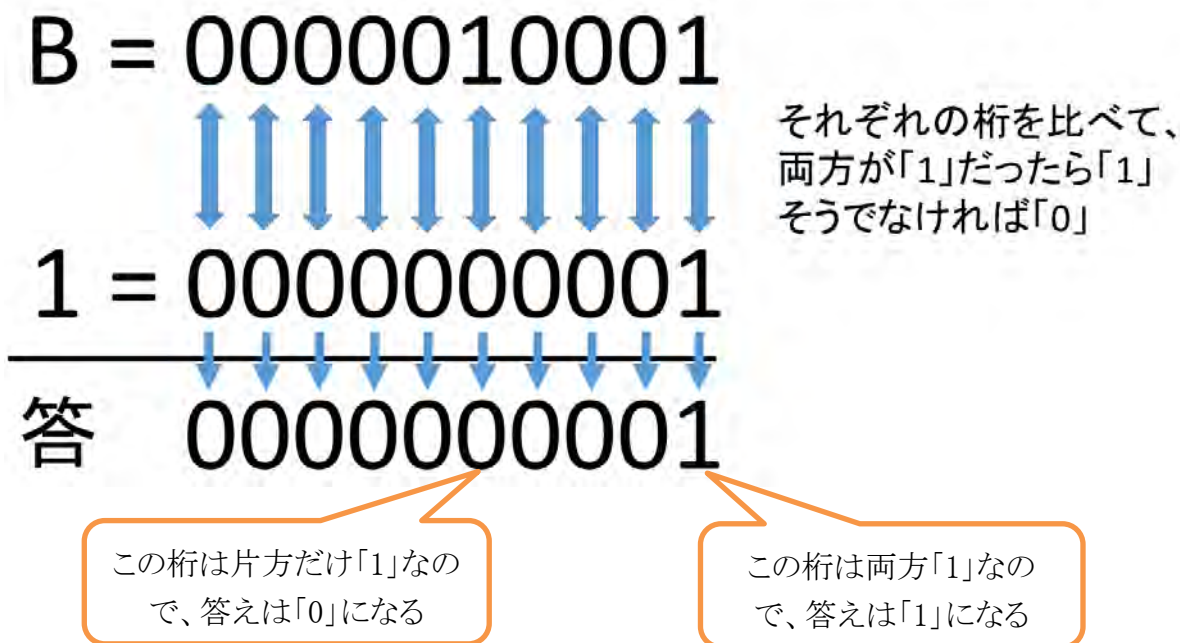 B = 0000010001
それぞれの桁を比べて、
両方が「1」だったら「1」
そうでなければ「0」
1 = 0000000001
答 0000000001
この桁は片方だけ「1」なの
で、答えは「0」になる
この桁は両方「1」なの
で、答えは「1」になる